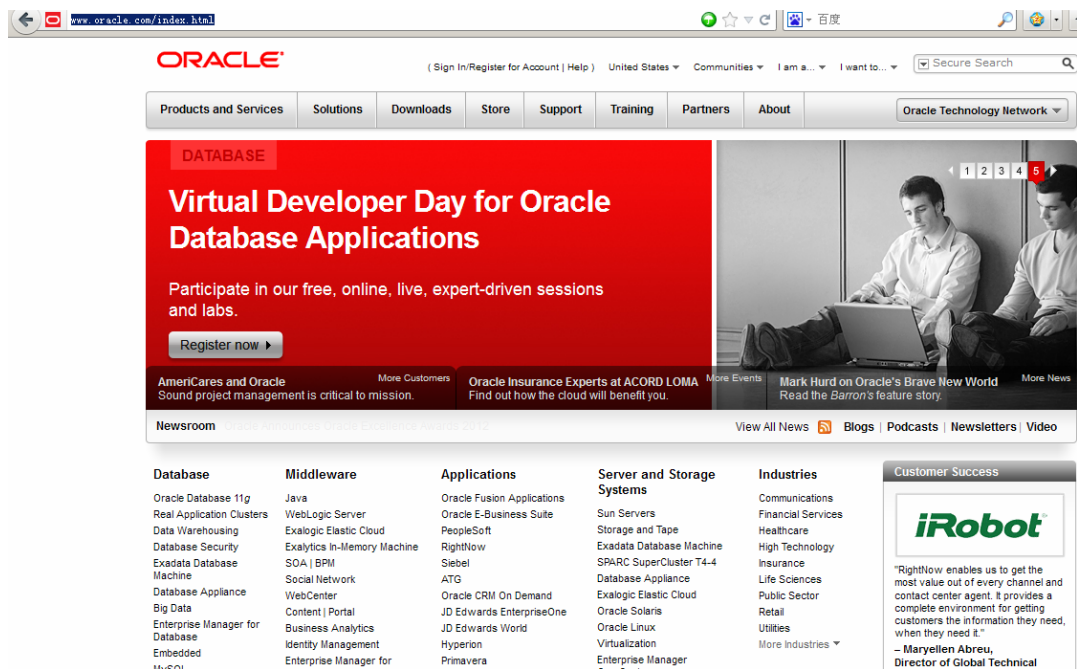 www.oracle.com/index.html
百度
ORACLE
( Sign In/Register for Account | Help ) United States Communities I am a... I want to... Secure Search
Products and Services Solutions Downloads Store Support Training Partners About Oracle Technology Network
DATABASE
1 2 3 4 5
Virtual Developer Day for Oracle
Database Applications
Participate in our free, online, live, expert-driven sessions
and labs.
Register now
AmeriCares and Oracle More Customers
Sound project management is critical to mission.
Oracle Insurance Experts at ACORD LOMA More Events
Find out how the cloud will benefit you.
Mark Hurd on Oracle's Brave New World More News
Read the Barron's feature story.
Newsroom Oracle Announces Oracle Excellence Awards 2012 View All News Blogs | Podcasts | Newsletters | Video
Database
Oracle Database 11g
Real Application Clusters
Data Warehousing
Database Security
Exadata Database
Machine
Database Appliance
Big Data
Enterprise Manager for
Database
Embedded
MySQL
Middleware
Java
WebLogic Server
Exalogic Elastic Cloud
Exalytics In-Memory Machine
SOA | BPM
Social Network
WebCenter
Content | Portal
Business Analytics
Identity Management
Enterprise Manager for
Applications
Oracle Fusion Applications
Oracle E-Business Suite
PeopleSoft
RightNow
Siebel
ATG
Oracle CRM On Demand
JD Edwards EnterpriseOne
JD Edwards World
Hyperion
Primavera
Server and Storage
Systems
Sun Servers
Storage and Tape
Exadata Database Machine
SPARC SuperCluster T4-4
Database Appliance
Exalogic Elastic Cloud
Oracle Solaris
Oracle Linux
Virtualization
Enterprise Manager
Industries
Communications
Financial Services
Healthcare
High Technology
Insurance
Life Sciences
Public Sector
Retail
Utilities
More Industries
Customer Success
iRobot
"RightNow enables us to get the
most value out of every channel and
contact center agent. It provides a
complete environment for getting
customers the information they need,
when they need it."
– Maryellen Abreu,
Director of Global Technical